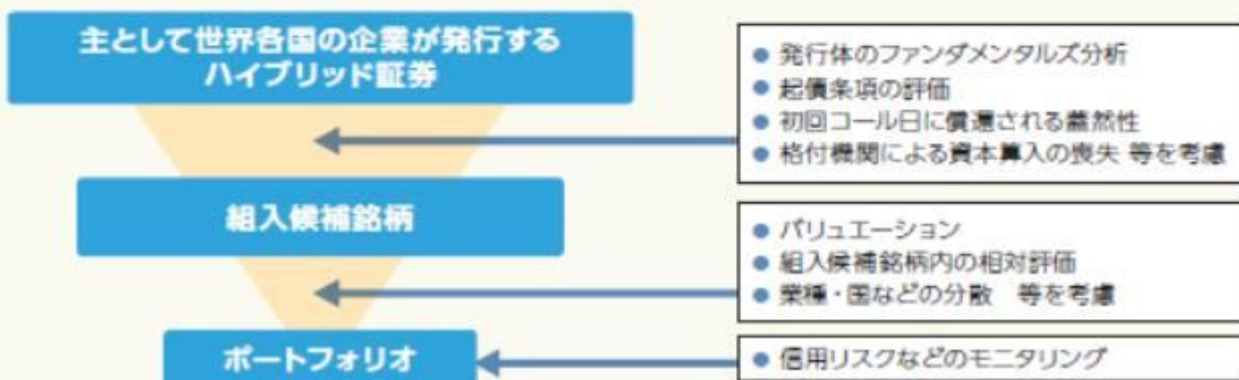 主として世界各国の企業が発行する
ハイブリッド証券
● 発行体のファンダメンタルズ分析
● 起債条項の評価
● 初回コール日に償還される蓋然性
● 格付機関による資本算入の喪失 等を考慮
組入候補銘柄
● バリュエーション
● 組入候補銘柄内の相対評価
● 業種・国などの分散　等を考慮
ポートフォリオ
● 信用リスクなどのモニタリング